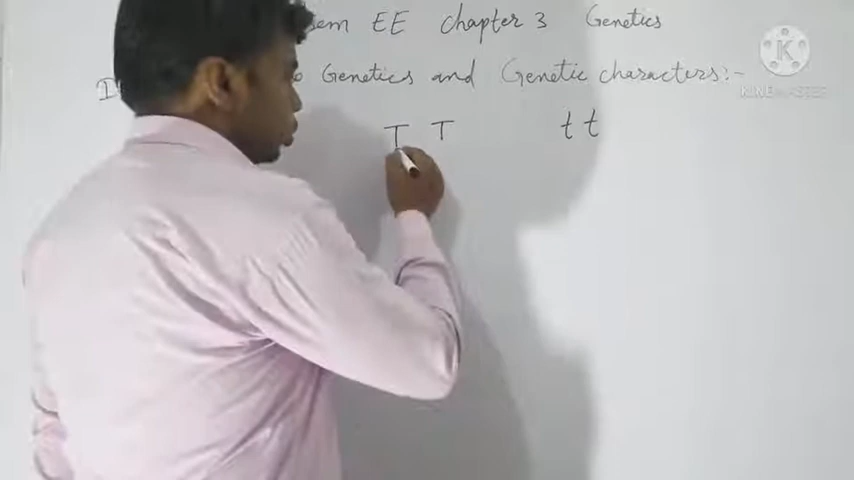 sem EE chapter 3 Genetics
Genetics and Genetic characters:-
T T t t
K
KINEMASTER